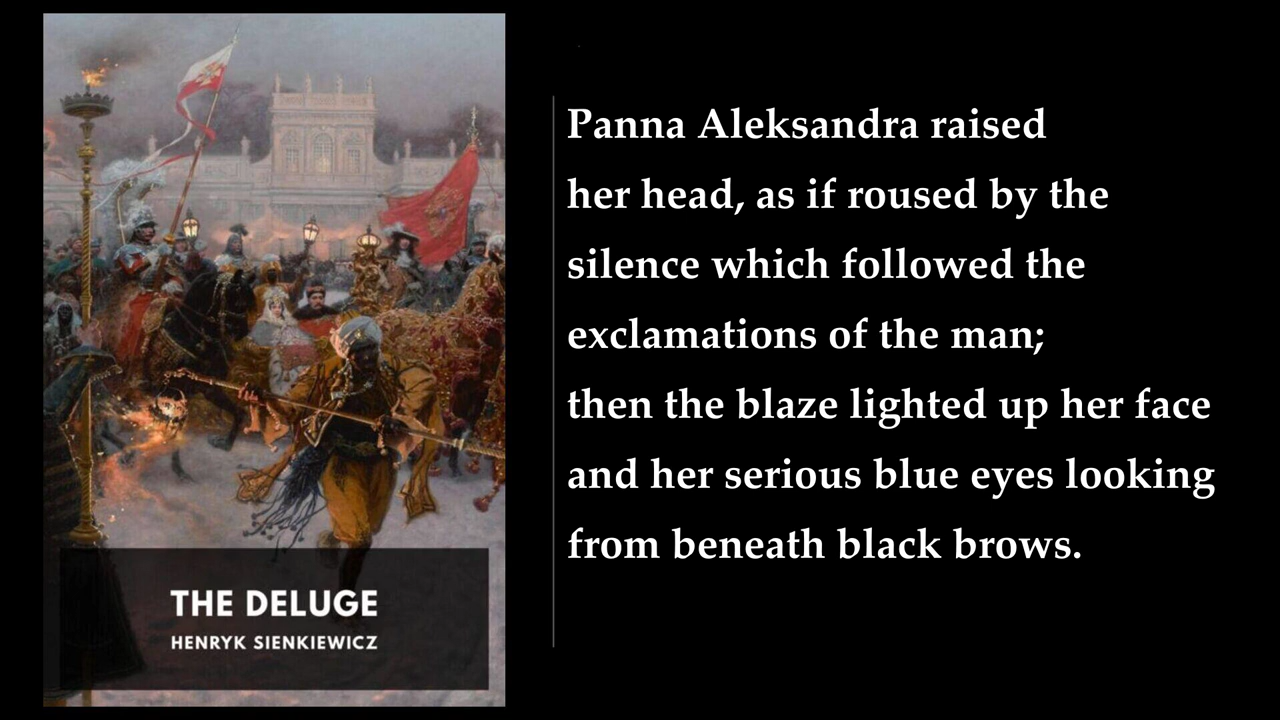 THE DELUGE
HENRYK SIENKIEWICZ
Panna Aleksandra raised
her head, as if roused by the
silence which followed the
exclamations of the man;
then the blaze lighted up her face
and her serious blue eyes looking
from beneath black brows.